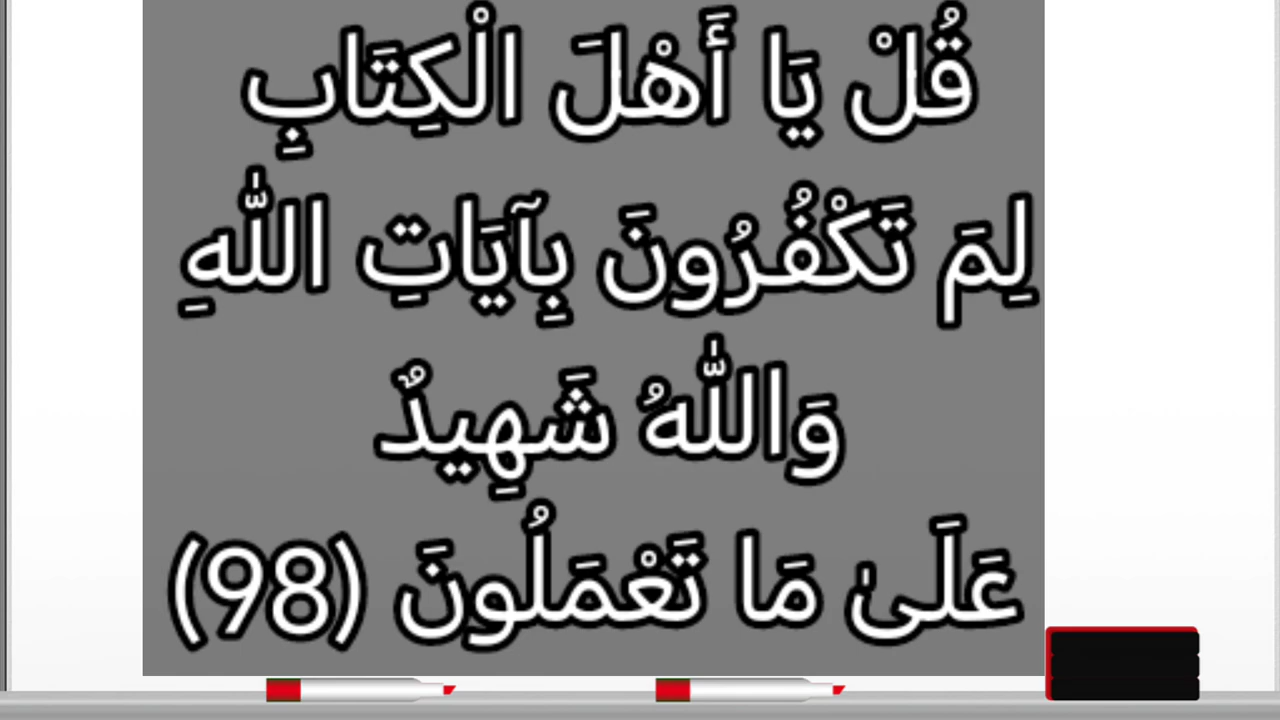 قُلْ يَا أَهْلَ الْكِتَابِ
لِمَ تَكْفُرُونَ بِآيَاتِ اللَّهِ
وَاللَّهُ شَهِيدٌ
عَلَىٰ مَا تَعْمَلُونَ (98)